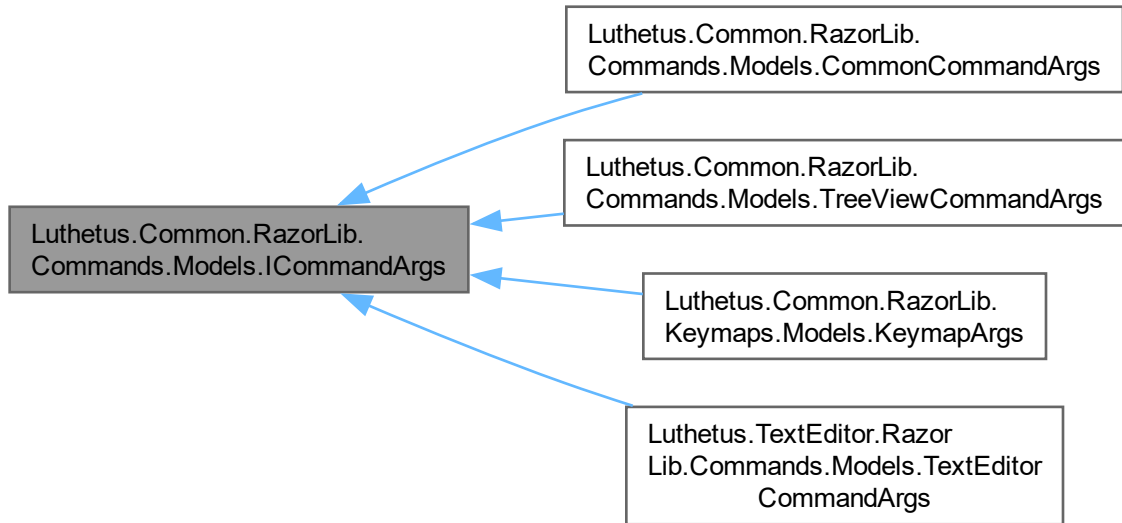 Luthetus.Common.RazorLib.
Commands.Models.CommonCommandArgs
Luthetus.Common.RazorLib.
Commands.Models.TreeViewCommandArgs
Luthetus.Common.RazorLib.
Commands.Models.ICommandArgs
Luthetus.Common.RazorLib.
Keymaps.Models.KeymapArgs
Luthetus.TextEditor.Razor
Lib.Commands.Models.TextEditor
CommandArgs